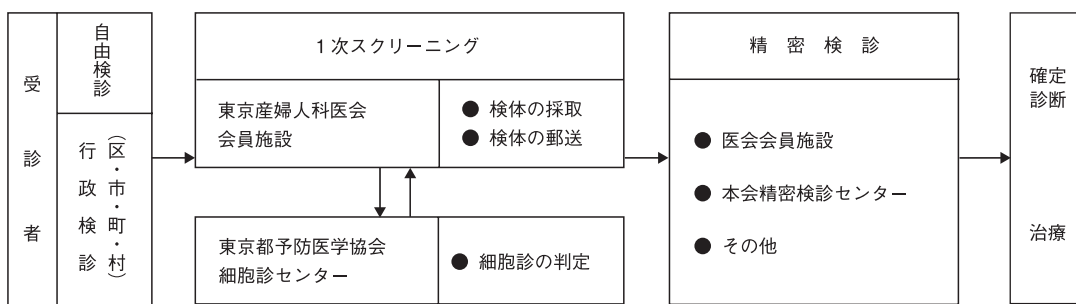 受診者
自由検診
行政検診
（区・市・町・村）
1次スクリーニング
東京産婦人科医会
会員施設
● 検体の採取
● 検体の郵送
東京都予防医学協会
細胞診センター
● 細胞診の判定
精密検診
● 医会会員施設
● 本会精密検診センター
● その他
確定
診断
治療